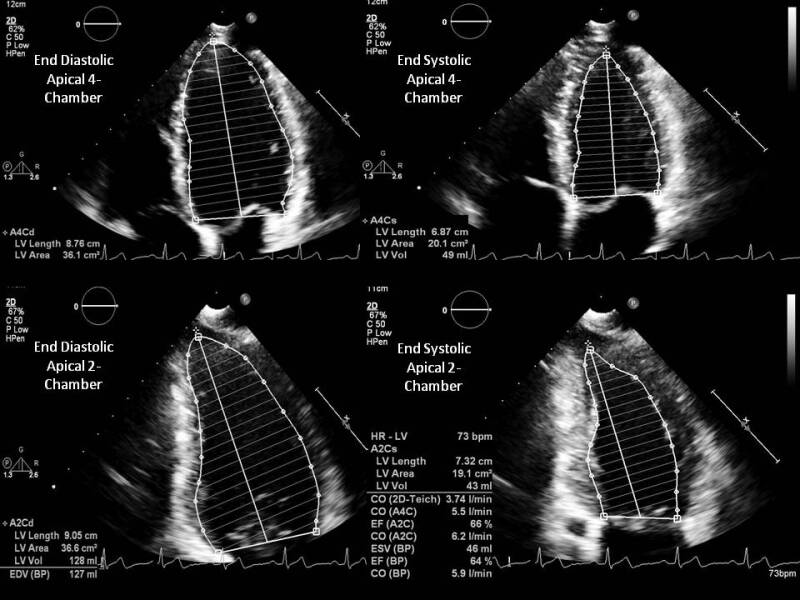 12cm
2D
62%
C 50
P Low
HPen
0
P
End Diastolic
Apical 4-
Chamber
G
P R
1.3 2.6
A4Cd
LV Length 8.76 cm
LV Area 36.1 cm²
12cm
2D
62%
C 50
P Low
HPen
0
P
End Systolic
Apical 4-
Chamber
G
P R
1.3 2.6
A4Cs
LV Length 6.87 cm
LV Area 20.1 cm²
LV Vol 49 ml
2D
67%
C 50
P Low
HPen
0
P
End Diastolic
Apical 2-
Chamber
G
P R
1.3 2.6
A2Cd
LV Length 9.05 cm
LV Area 36.6 cm²
LV Vol 128 ml
EDV (BP) 127 ml
11cm
2D
67%
C 50
P Low
HPen
0
P
End Systolic
Apical 2-
Chamber
HR - LV 73 bpm
A2Cs
LV Length 7.32 cm
LV Area 19.1 cm²
LV Vol 43 ml
CO (2D-Teich) 3.74 l/min
CO (A4C) 5.5 l/min
EF (A2C) 66 %
CO (A2C) 6.2 l/min
ESV (BP) 46 ml
EF (BP) 64 %
CO (BP) 5.9 l/min
73bpm